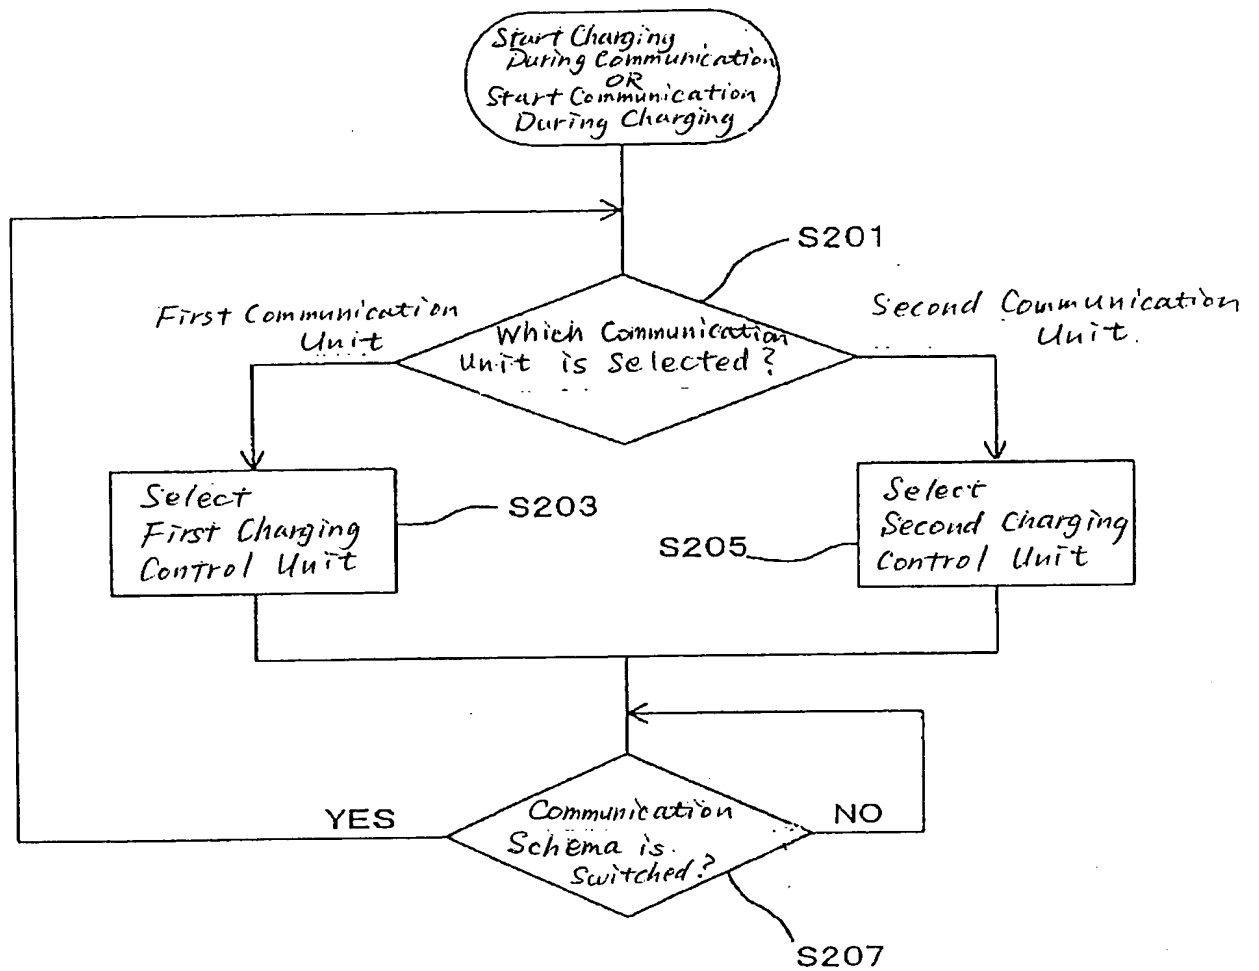 Start Charging
During Communication
OR
Start Communication
During Charging
S201
First Communication
Unit
Which Communication
Unit is Selected?
Second Communication
Unit.
Select
First Charging
Control Unit
S203
Select
Second Charging
Control Unit
S205
YES
Communication
Schema is
Switched?
NO
S207